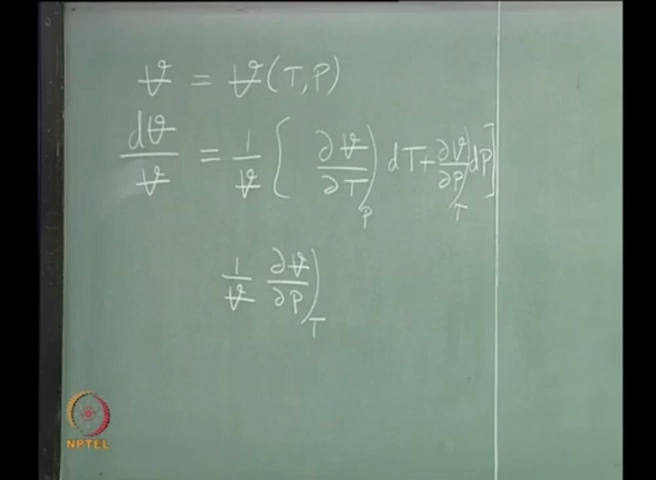 V = V(T, P)
dV/V = 1/V [ ∂V/∂T)_P dT + ∂V/∂P)_T dP ]
1/V ∂V/∂P)_T
NPTEL